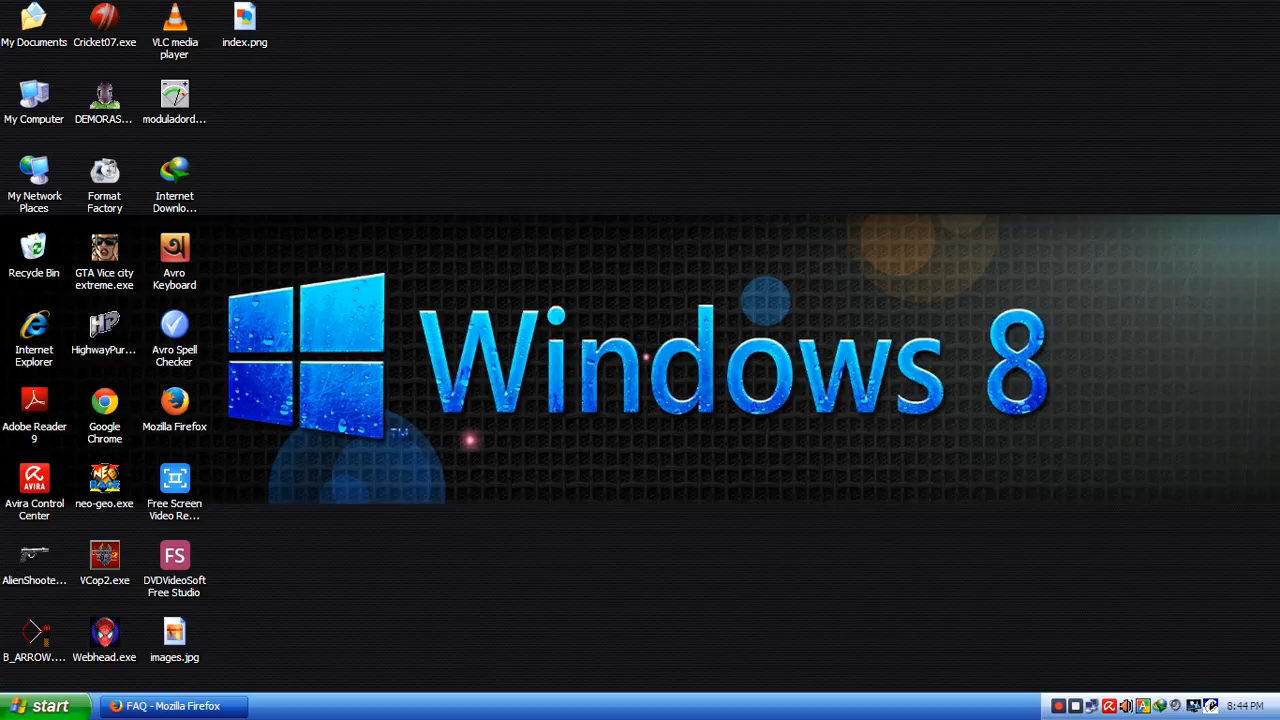 My Documents
Cricket07.exe
VLC media
player
index.png
My Computer
DEMORAS...
moduladord...
My Network
Places
Format
Factory
Internet
Downlo...
Recycle Bin
GTA Vice city
extreme.exe
Avro
Keyboard
Internet
Explorer
HighwayPur...
Avro Spell
Checker
Adobe Reader
9
Google
Chrome
Mozilla Firefox
Avira Control
Center
neo-geo.exe
Free Screen
Video Re...
AlienShoote...
VCop2.exe
FS
DVDVideoSoft
Free Studio
B_ARROW....
Webhead.exe
images.jpg
Windows 8
TM
start
FAQ - Mozilla Firefox
8:44 PM